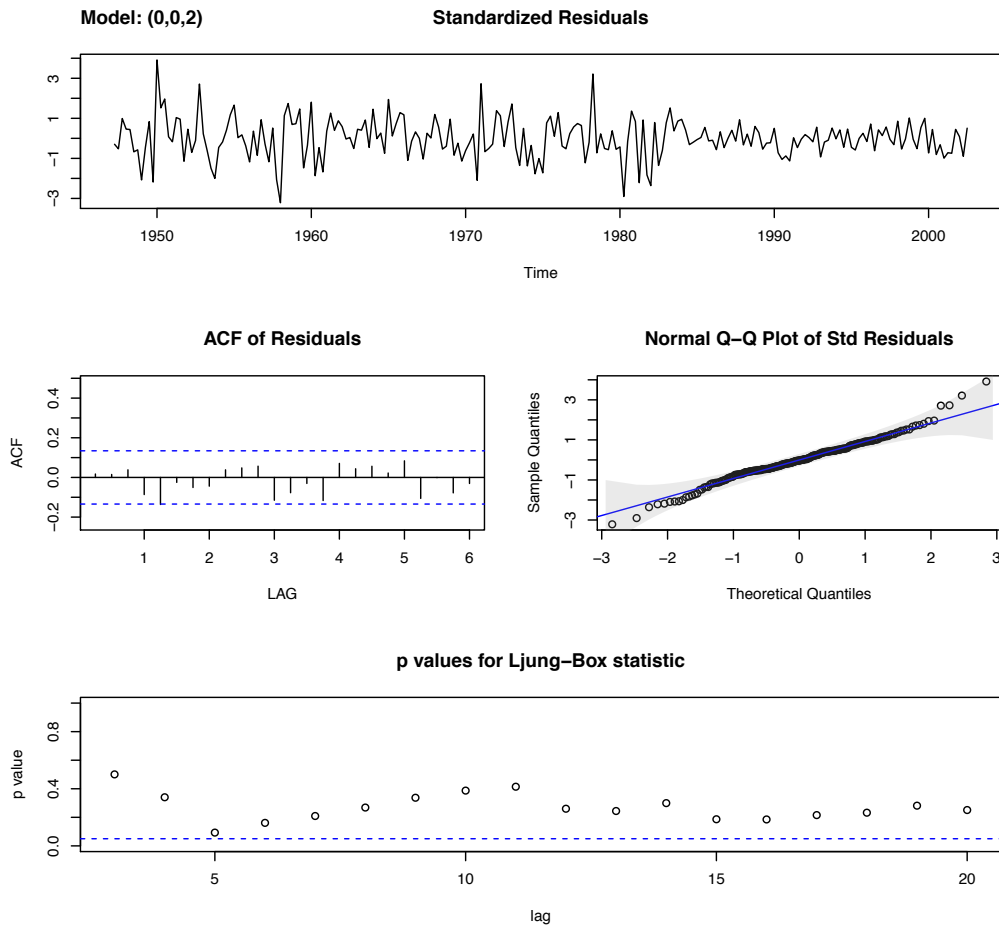 Model: (0,0,2) Standardized Residuals
3
1
−1
−3
1950 1960 1970 1980 1990 2000
Time
ACF of Residuals
ACF
0.4
0.2
0.0
−0.2
1 2 3 4 5 6
LAG
Normal Q−Q Plot of Std Residuals
Sample Quantiles
3
1
−1
−3
−3 −2 −1 0 1 2 3
Theoretical Quantiles
p values for Ljung−Box statistic
p value
0.8
0.4
0.0
5 10 15 20
lag